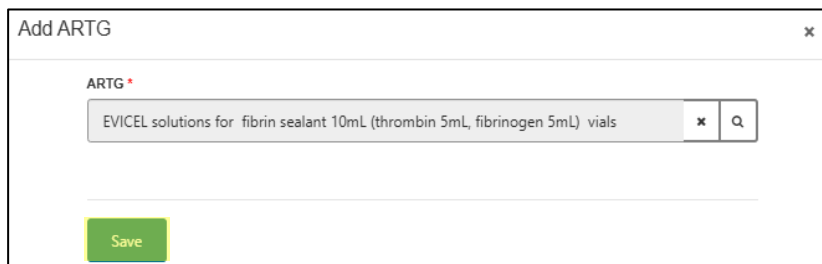 Add ARTG
ARTG *
EVICEL solutions for fibrin sealant 10mL (thrombin 5mL, fibrinogen 5mL) vials
Save